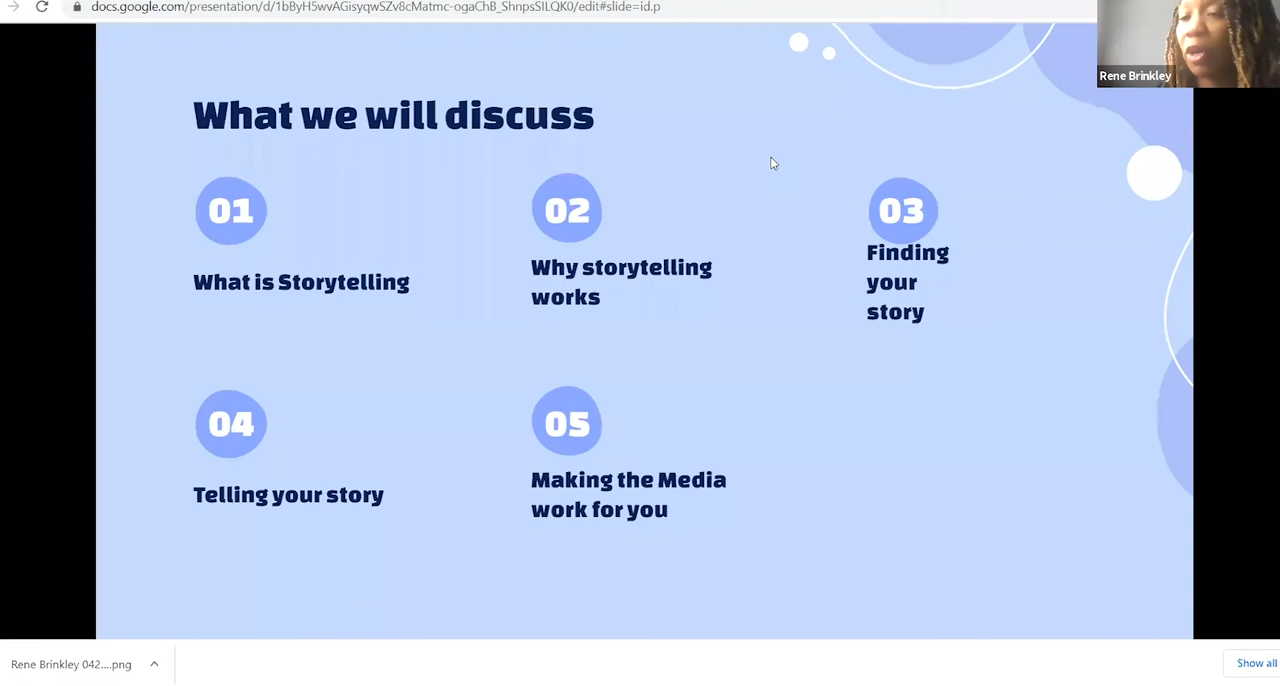 docs.google.com/presentation/d/1bByH5wvAGisyqwSZv8cMatmc-ogaChB_ShnpsSILQK0/edit#slide=id.p
Rene Brinkley
What we will discuss
01
What is Storytelling
02
Why storytelling
works
03
Finding
your
story
04
Telling your story
05
Making the Media
work for you
Rene Brinkley 042....png
Show all